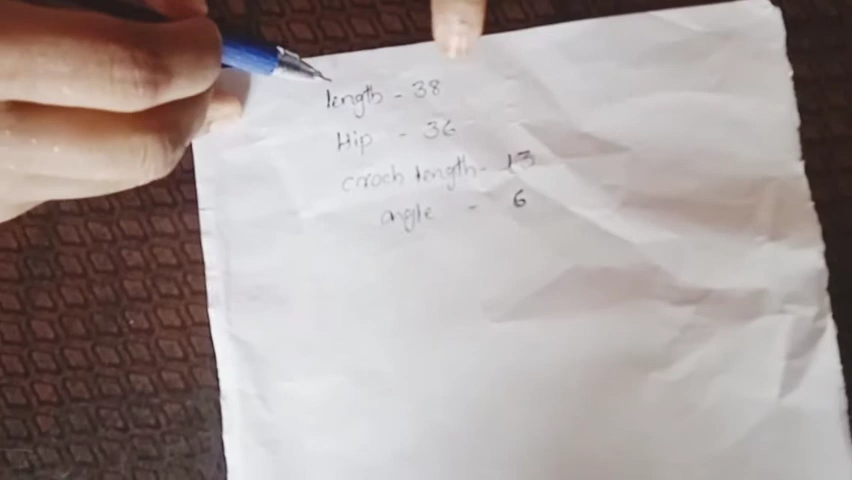 length - 38
Hip - 36
croch length - 13
angle - 6